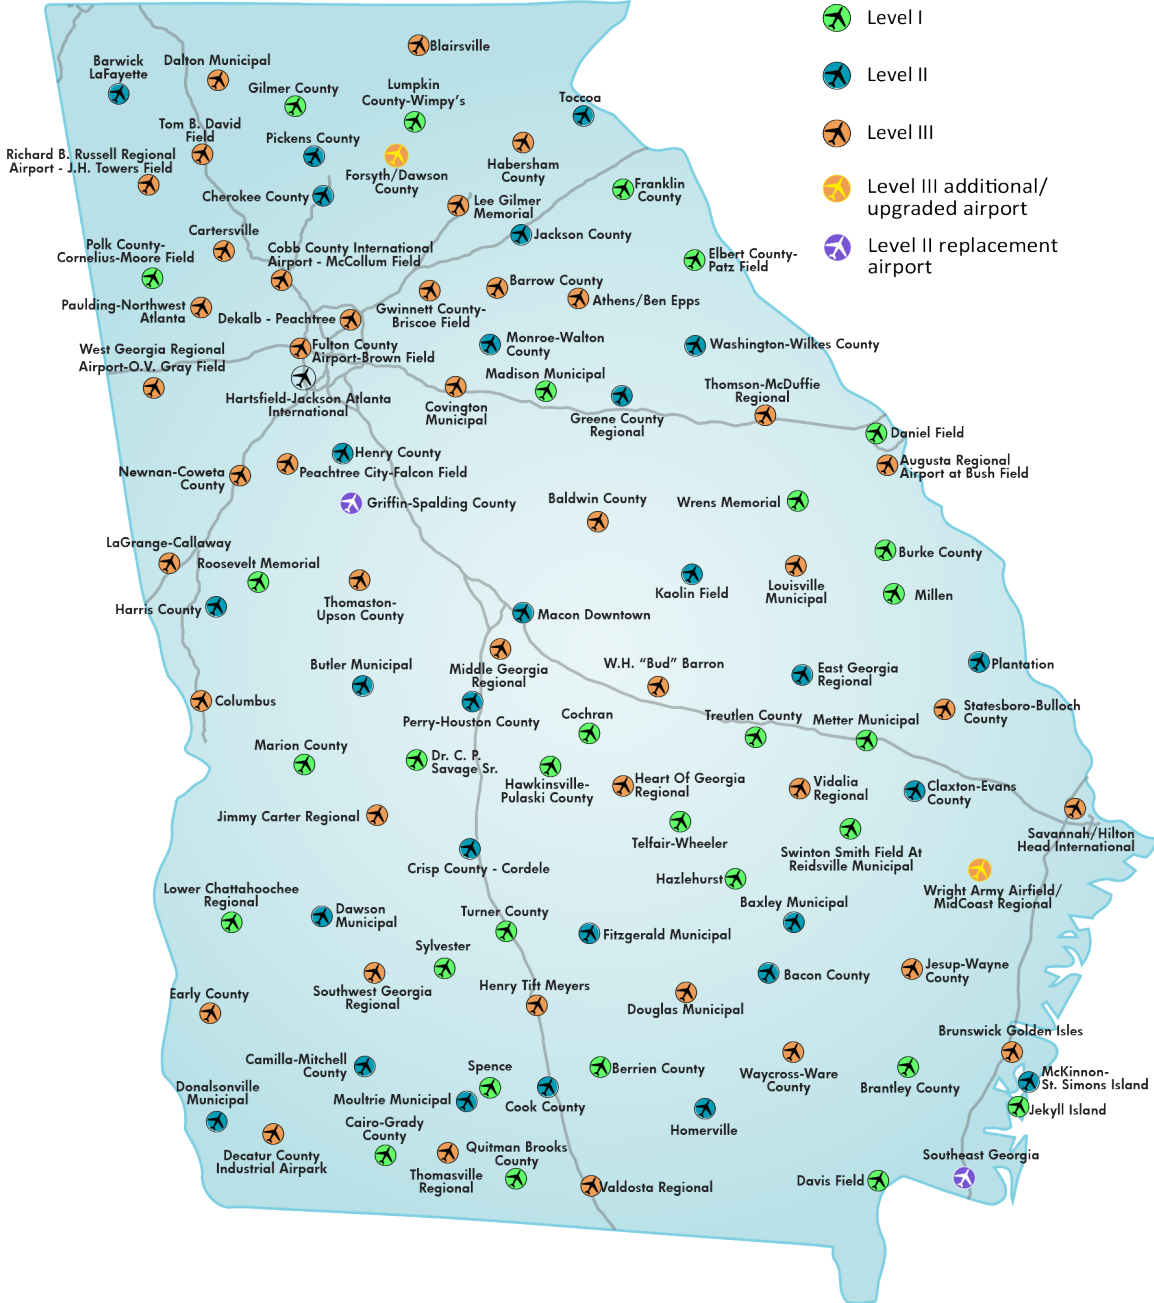 Level I
Level II
Level III
Level III additional/
upgraded airport
Level II replacement
airport
Blairsville
Barwick
LaFayette
Dalton Municipal
Gilmer County
Lumpkin
County-Wimpy's
Toccoa
Tom B. David
Field
Pickens County
Richard B. Russell Regional
Airport - J.H. Towers Field
Forsyth/Dawson
County
Habersham
County
Cherokee County
Lee Gilmer
Memorial
Franklin
County
Cartersville
Jackson County
Polk County-
Cornelius-Moore Field
Cobb County International
Airport - McCollum Field
Elbert County-
Patz Field
Barrow County
Athens/Ben Epps
Paulding-Northwest
Atlanta
Dekalb - Peachtree
Gwinnett County-
Briscoe Field
West Georgia Regional
Airport-O.V. Gray Field
Fulton County
Airport-Brown Field
Monroe-Walton
County
Washington-Wilkes County
Hartsfield-Jackson Atlanta
International
Madison Municipal
Covington
Municipal
Greene County
Regional
Thomson-McDuffie
Regional
Daniel Field
Henry County
Newnan-Coweta
County
Peachtree City-Falcon Field
Augusta Regional
Airport at Bush Field
Griffin-Spalding County
Baldwin County
Wrens Memorial
LaGrange-Callaway
Roosevelt Memorial
Burke County
Harris County
Thomaston-
Upson County
Kaolin Field
Louisville
Municipal
Millen
Macon Downtown
Butler Municipal
Middle Georgia
Regional
W.H. “Bud” Barron
East Georgia
Regional
Plantation
Columbus
Perry-Houston County
Cochran
Treutlen County
Metter Municipal
Statesboro-Bulloch
County
Marion County
Dr. C. P.
Savage Sr.
Hawkinsville-
Pulaski County
Heart Of Georgia
Regional
Vidalia
Regional
Claxton-Evans
County
Jimmy Carter Regional
Telfair-Wheeler
Swinton Smith Field At
Reidsville Municipal
Savannah/Hilton
Head International
Crisp County - Cordele
Hazlehurst
Wright Army Airfield/
MidCoast Regional
Lower Chattahoochee
Regional
Dawson
Municipal
Turner County
Fitzgerald Municipal
Baxley Municipal
Sylvester
Southwest Georgia
Regional
Henry Tift Meyers
Douglas Municipal
Bacon County
Jesup-Wayne
County
Early County
Brunswick Golden Isles
Camilla-Mitchell
County
Spence
Berrien County
Waycross-Ware
County
Brantley County
McKinnon-
St. Simons Island
Donalsonville
Municipal
Moultrie Municipal
Cook County
Homerville
Jekyll Island
Decatur County
Industrial Airpark
Cairo-Grady
County
Thomasville
Regional
Quitman Brooks
County
Valdosta Regional
Davis Field
Southeast Georgia